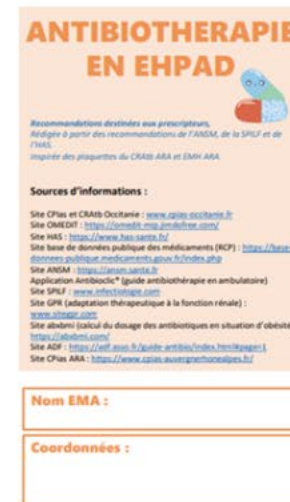 ANTIBIOTHERAPIE
EN EHPAD
Recommandations destinées aux prescripteurs,
Rédigée à partir des recommandations de l'ANSM, de la SPILF et de
l'HAS.
Inspirée des plaquettes du CRAtb ARA et EMH ARA
Sources d'informations :
Site CPias et CRAtb Occitanie : www.cpias-occitanie.fr
Site OMEDIT : https://omedit-mip.jimdofree.com/
Site HAS : https://www.has-sante.fr/
Site base de données publique des médicaments (RCP) : https://base-
donnees-publique.medicaments.gouv.fr/index.php
Site ANSM : https://ansm.sante.fr
Application Antibioclic® (guide antibiothérapie en ambulatoire)
Site SPILF : www.infectiologie.com
Site GPR (adaptation thérapeutique à la fonction rénale) :
www.sitegpr.com
Site abxbmi (calcul du dosage des antibiotiques en situation d'obésité)
https://abxbmi.com/
Site ADF : https://adf.asso.fr/guide-antibio/index.html#page=1
Site CPias ARA : https://www.cpias-auvergnerhonealpes.fr/
Nom EMA :
Coordonnées :